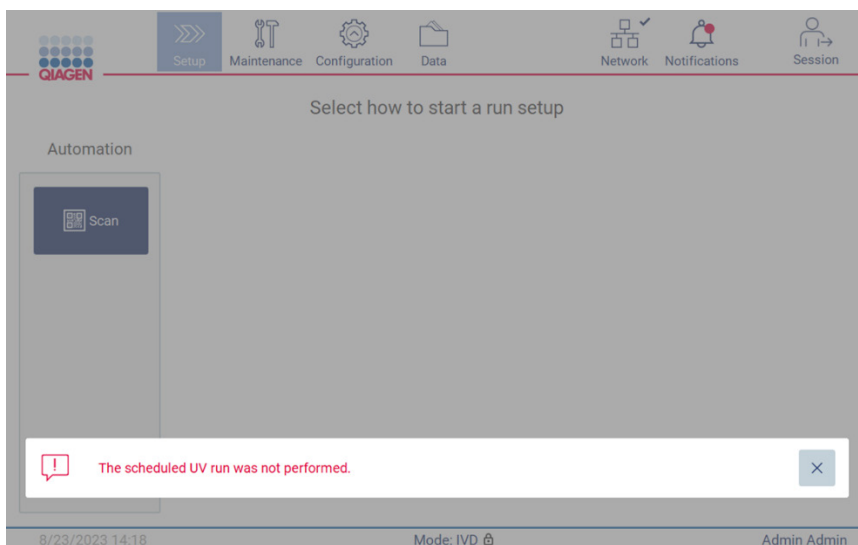 QIAGEN
Setup
Maintenance
Configuration
Data
Network
Notifications
Session
Select how to start a run setup
Automation
Scan
The scheduled UV run was not performed.
8/23/2023 14:18
Mode: IVD
Admin Admin